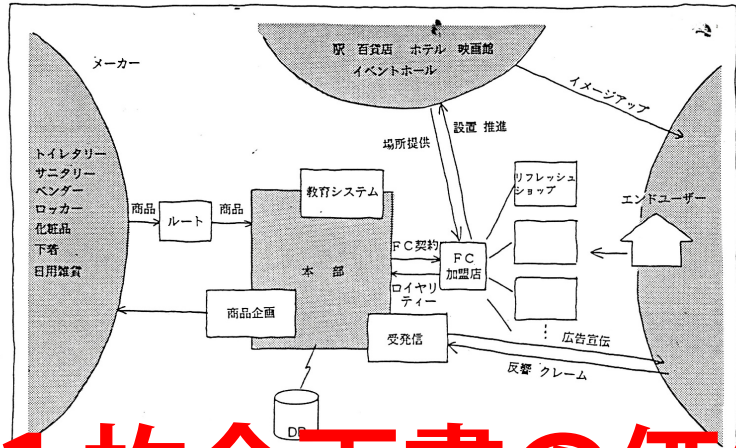 メーカー
駅 百貨店 ホテル 映画館
イベントホール
イメージアップ
場所提供
設置 推進
トイレタリー
サニタリー
ベンダー
ロッカー
化粧品
下着
日用雑貨
商品
ルート
商品
教育システム
本 部
商品企画
FC契約
ロイヤリ
ティー
FC
加盟店
リフレッシュ
ショップ
エンドユーザー
受発信
広告宣伝
反響 クレーム
DB
1枚企画書の